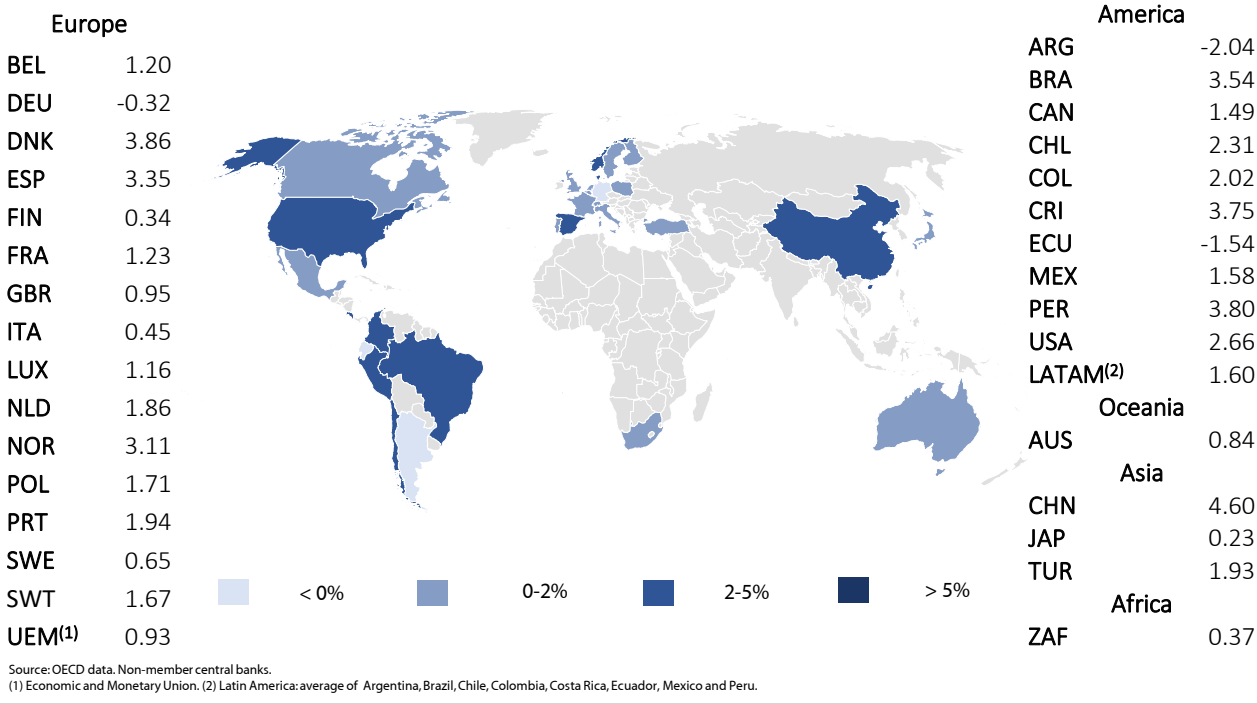 Europe
BEL 1.20
DEU -0.32
DNK 3.86
ESP 3.35
FIN 0.34
FRA 1.23
GBR 0.95
ITA 0.45
LUX 1.16
NLD 1.86
NOR 3.11
POL 1.71
PRT 1.94
SWE 0.65
SWT 1.67
UEM(1) 0.93
America
ARG -2.04
BRA 3.54
CAN 1.49
CHL 2.31
COL 2.02
CRI 3.75
ECU -1.54
MEX 1.58
PER 3.80
USA 2.66
LATAM(2) 1.60
Oceania
AUS 0.84
Asia
CHN 4.60
JAP 0.23
TUR 1.93
Africa
ZAF 0.37
< 0% 0-2% 2-5% > 5%
Source: OECD data. Non-member central banks.
(1) Economic and Monetary Union. (2) Latin America: average of Argentina, Brazil, Chile, Colombia, Costa Rica, Ecuador, Mexico and Peru.